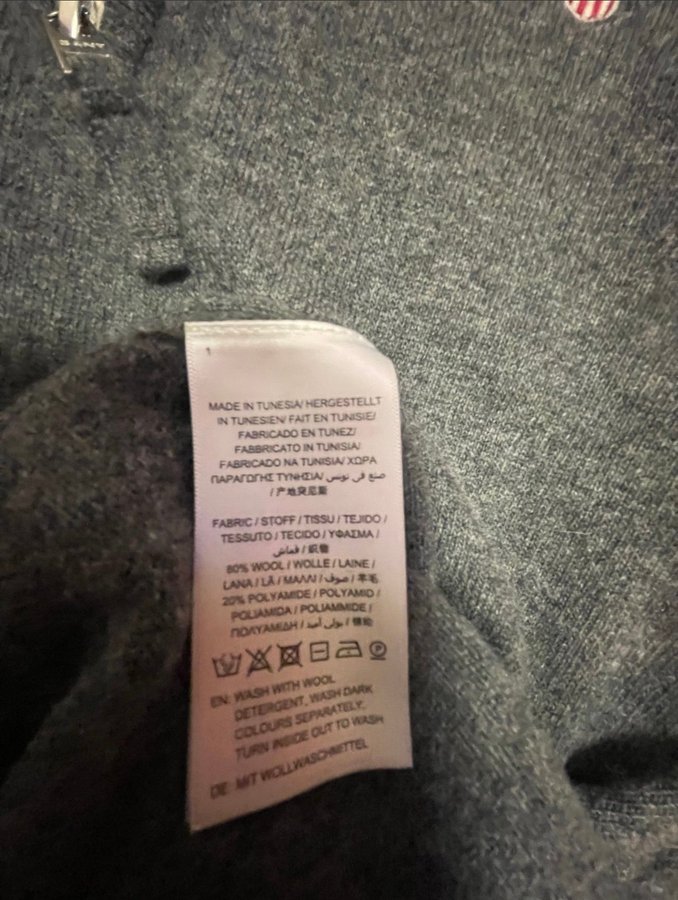 GANT
MADE IN TUNESIA/ HERGESTELLT
IN TUNESIEN/ FAIT EN TUNISIE/
FABRICADO EN TUNEZ/
FABBRICATO IN TUNISIA/
FABRICADO NA TUNISIA/ ΧΩΡΑ
ΠΑΡΑΓΩΓΗΣ ΤΥΝΗΣΙΑ/ صنع في تونس
/ 产地突尼斯
FABRIC / STOFF / TISSU / TEJIDO /
TESSUTO / TECIDO / ΥΦΑΣΜΑ /
قماش / 织物
80% WOOL / WOLLE / LAINE /
LANA / LÃ / ΜΑΛΛΙ / صوف / 羊毛
20% POLYAMIDE / POLYAMID /
POLIAMIDA / POLIAMMIDE /
ΠΟΛΥΑΜΙΔΗ / بولي أميد / 锦纶
EN: WASH WITH WOOL
DETERGENT, WASH DARK
COLOURS SEPARATELY,
TURN INSIDE OUT TO WASH
DE: MIT WOLLWASCHMITTEL